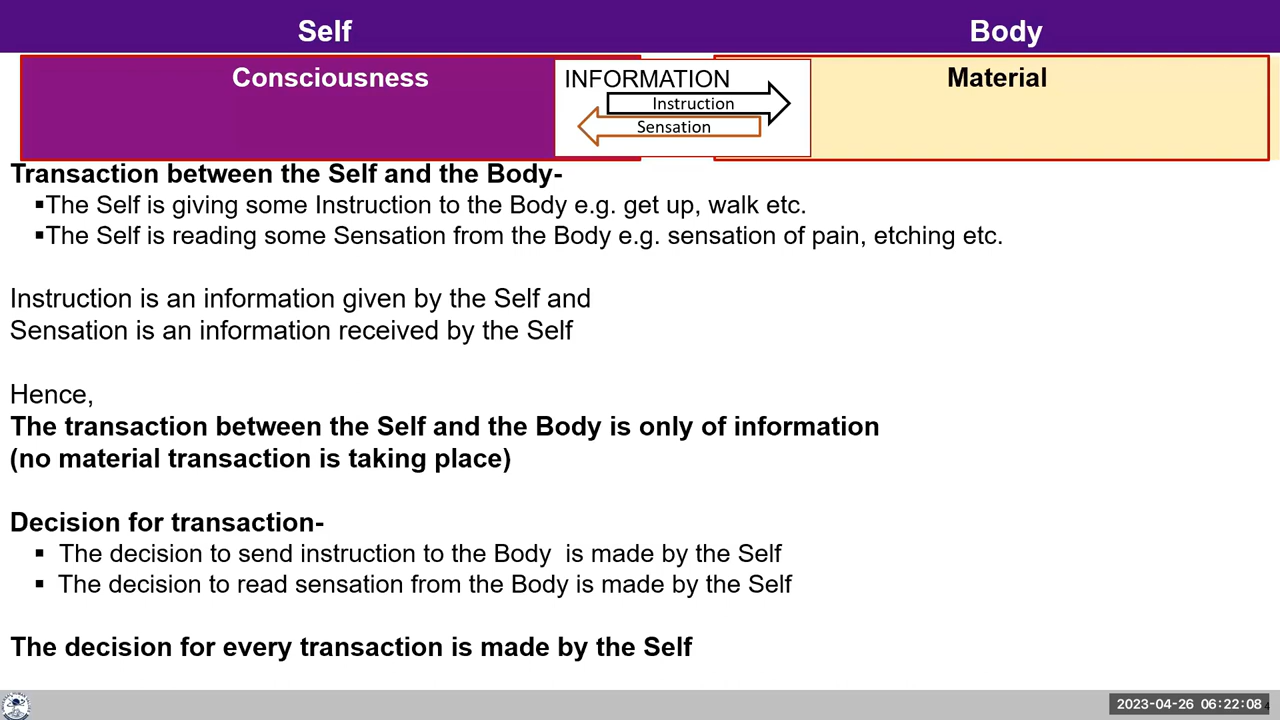 Self
Body
Consciousness
INFORMATION
Instruction
Sensation
Material
Transaction between the Self and the Body-
▪The Self is giving some Instruction to the Body e.g. get up, walk etc.
▪The Self is reading some Sensation from the Body e.g. sensation of pain, etching etc.
Instruction is an information given by the Self and
Sensation is an information received by the Self
Hence,
The transaction between the Self and the Body is only of information
(no material transaction is taking place)
Decision for transaction-
▪ The decision to send instruction to the Body is made by the Self
▪ The decision to read sensation from the Body is made by the Self
The decision for every transaction is made by the Self
2023-04-26 06:22:08